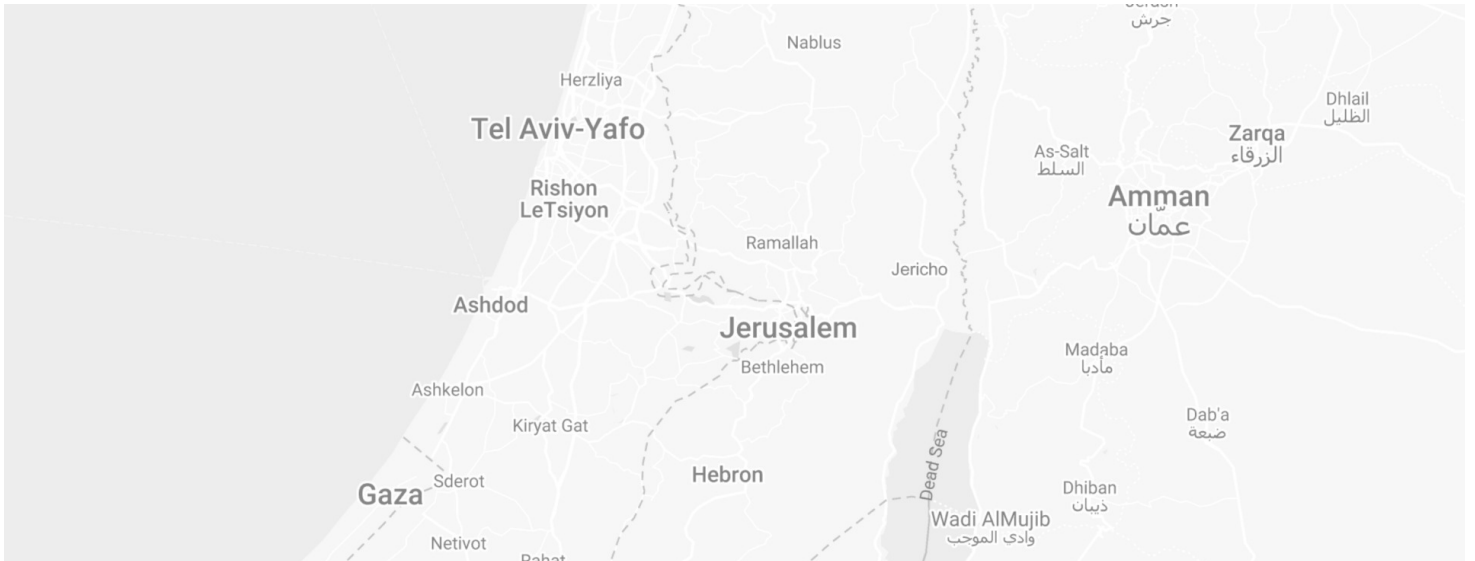 Nablus
جرش
Herzliya
Dhlail
الظليل
Tel Aviv-Yafo
Zarqa
الزرقاء
As-Salt
السلط
Rishon
LeTsiyon
Amman
عمّان
Ramallah
Jericho
Ashdod
Jerusalem
Madaba
مأدبا
Bethlehem
Ashkelon
Dab'a
ضبعة
Kiryat Gat
Dead Sea
Hebron
Sderot
Gaza
Dhiban
ذيبان
Wadi AlMujib
وادي الموجب
Netivot